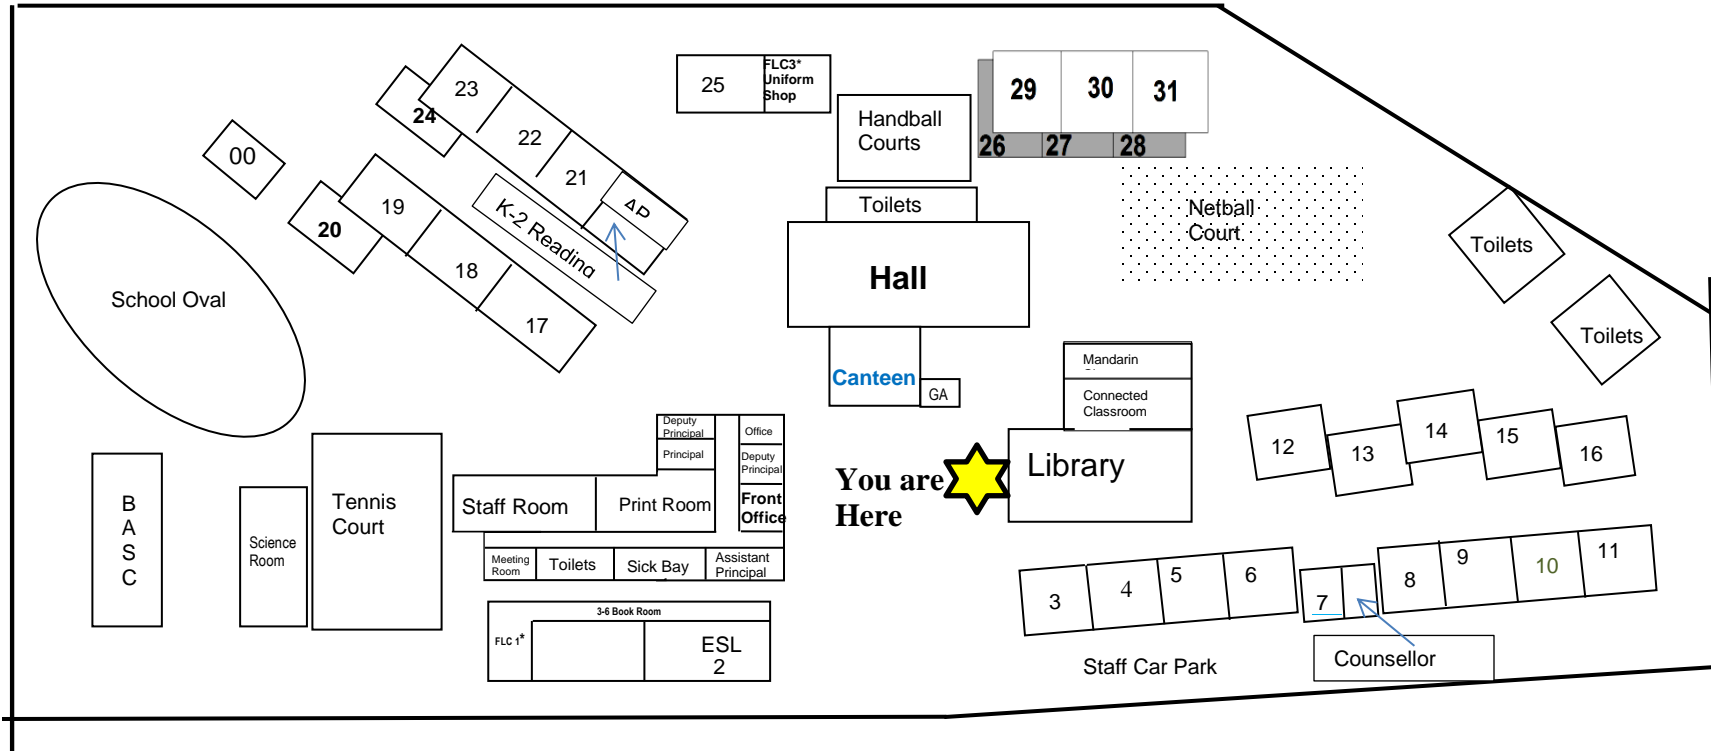 23
24
22
21
AP
K-2 Reading
00
20
19
18
17
School Oval
25
FLC3*
Uniform
Shop
Handball
Courts
Toilets
Hall
Canteen
GA
29
30
31
26
27
28
Netball
Court
Toilets
Toilets
Mandarin
Connected
Classroom
Library
You are
Here
12
13
14
15
16
B
A
S
C
Science
Room
Tennis
Court
Deputy
Principal
Principal
Office
Deputy
Principal
Front
Office
Staff Room
Print Room
Meeting
Room
Toilets
Sick Bay
Assistant
Principal
3-6 Book Room
FLC 1*
ESL
2
3
4
5
6
7
8
9
10
11
Counsellor
Staff Car Park